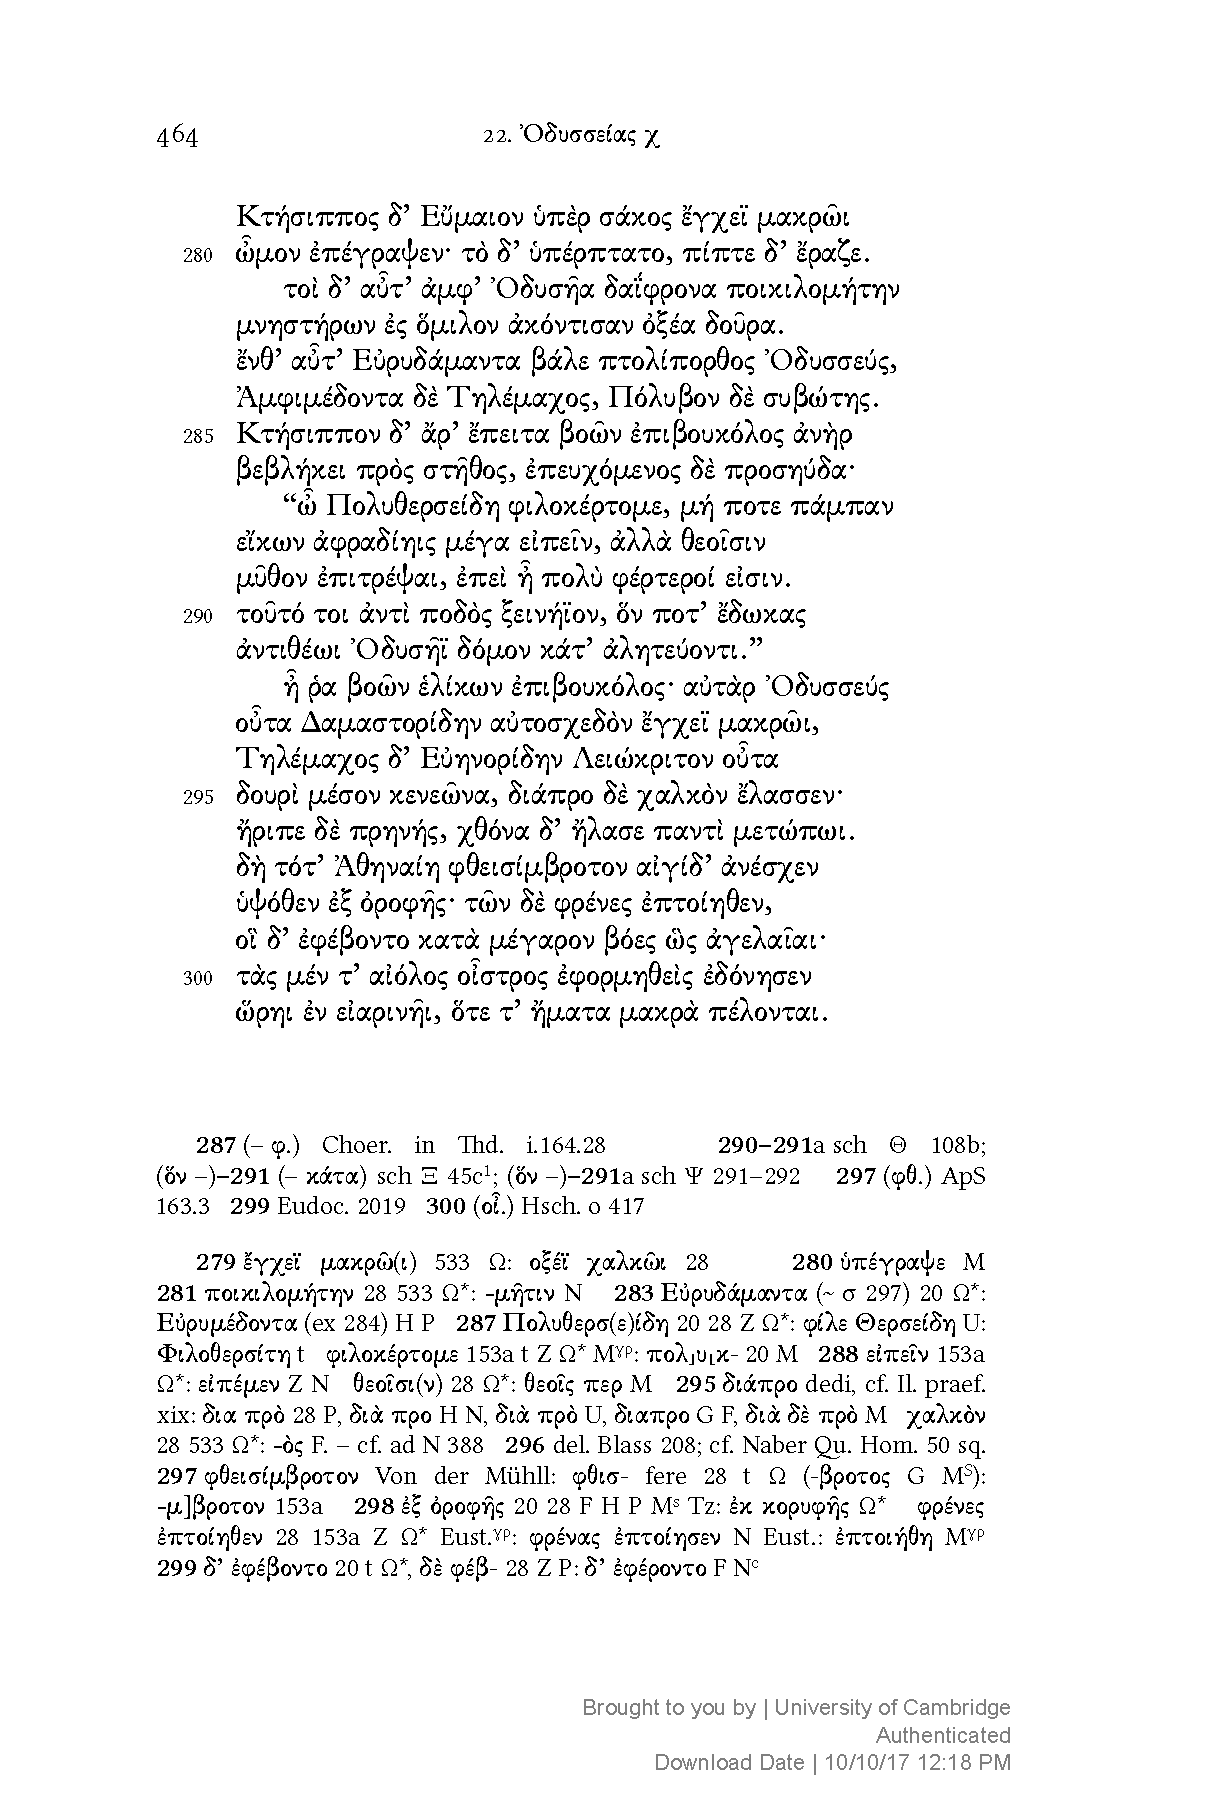 464 22. Ὀδυσσείας χ
Κτήσιππος δ’ Εὔμαιον ὑπὲρ σάκος ἔγχεϊ μακρῶι
280 ὦμον ἐπέγραψεν· τὸ δ’ ὑπέρπτατο, πίπτε δ’ ἔραζε.
τοὶ δ’ αὖτ’ ἀμφ’ Ὀδυσῆα δαΐφρονα ποικιλομήτην
μνηστήρων ἐς ὅμιλον ἀκόντισαν ὀξέα δοῦρα.
ἔνθ’ αὖτ’ Εὐρυδάμαντα βάλε πτολίπορθος Ὀδυσσεύς,
Ἀμφιμέδοντα δὲ Τηλέμαχος, Πόλυβον δὲ συβώτης.
285 Κτήσιππον δ’ ἄρ’ ἔπειτα βοῶν ἐπιβουκόλος ἀνὴρ
βεβλήκει πρὸς στῆθος, ἐπευχόμενος δὲ προσηύδα·
“ὦ Πολυθερσείδη φιλοκέρτομε, μή ποτε πάμπαν
εἴκων ἀφραδίηις μέγα εἰπεῖν, ἀλλὰ θεοῖσιν
μῦθον ἐπιτρέψαι, ἐπεὶ ἦ πολὺ φέρτεροί εἰσιν.
290 τοῦτό τοι ἀντὶ ποδὸς ξεινήϊον, ὅν ποτ’ ἔδωκας
ἀντιθέωι Ὀδυσῆϊ δόμον κάτ’ ἀλητεύοντι.”
ἦ ῥα βοῶν ἑλίκων ἐπιβουκόλος· αὐτὰρ Ὀδυσσεύς
οὖτα Δαμαστορίδην αὐτοσχεδὸν ἔγχεϊ μακρῶι,
Τηλέμαχος δ’ Εὐηνορίδην Λειώκριτον οὖτα
295 δουρὶ μέσον κενεῶνα, διάπρο δὲ χαλκὸν ἔλασσεν·
ἤριπε δὲ πρηνής, χθόνα δ’ ἤλασε παντὶ μετώπωι.
δὴ τότ’ Ἀθηναίη φθεισίμβροτον αἰγίδ’ ἀνέσχεν
ὑψόθεν ἐξ ὀροφῆς· τῶν δὲ φρένες ἐπτοίηθεν,
οἳ δ’ ἐφέβοντο κατὰ μέγαρον βόες ὣς ἀγελαῖαι·
300 τὰς μέν τ’ αἰόλος οἶστρος ἐφορμηθεὶς ἐδόνησεν
ὥρηι ἐν εἰαρινῆι, ὅτε τ’ ἤματα μακρὰ πέλονται.
287 (– φ.) Choer. in Thd. i.164.28 290–291a sch Θ 108b;
(ὅν –)–291 (– κάτα) sch Ξ 45c¹; (ὅν –)–291a sch Ψ 291–292 297 (φθ.) ApS
163.3 299 Eudoc. 2019 300 (οἶ.) Hsch. ο 417
279 ἔγχεϊ μακρῶ(ι) 533 Ω: οξέϊ χαλκῶι 28 280 ὑπέγραψε M
281 ποικιλομήτην 28 533 Ω*: -μῆτιν N 283 Εὐρυδάμαντα (~ σ 297) 20 Ω*:
Εὐρυμέδοντα (ex 284) H P 287 Πολυθερσ(ε)ίδη 20 28 Z Ω*: φίλε Θερσείδη U:
Φιλοθερσίτη t φιλοκέρτομε 153a t Z Ω* Mᵞᵖ: πολ⌋υ⌊κ- 20 M 288 εἰπεῖν 153a
Ω*: εἰπέμεν Z N θεοῖσι(ν) 28 Ω*: θεοῖς περ M 295 διάπρο dedi, cf. Il. praef.
xix: δια πρὸ 28 P, διὰ προ H N, διὰ πρὸ U, διαπρο G F, διὰ δὲ πρὸ M χαλκὸν
28 533 Ω*: -ὸς F. – cf. ad N 388 296 del. Blass 208; cf. Naber Qu. Hom. 50 sq.
297 φθεισίμβροτον Von der Mühll: φθισ- fere 28 t Ω (-βροτος G Mˢ):
-μ]βροτον 153a 298 ἐξ ὀροφῆς 20 28 F H P Mˢ Tz: ἐκ κορυφῆς Ω* φρένες
ἐπτοίηθεν 28 153a Z Ω* Eust.ᵞᵖ: φρένας ἐπτοίησεν N Eust.: ἐπτοιήθη Mᵞᵖ
299 δ’ ἐφέβοντο 20 t Ω*, δὲ φέβ- 28 Z P: δ’ ἐφέροντο F Nᶜ
Brought to you by | University of Cambridge
Authenticated
Download Date | 10/10/17 12:18 PM